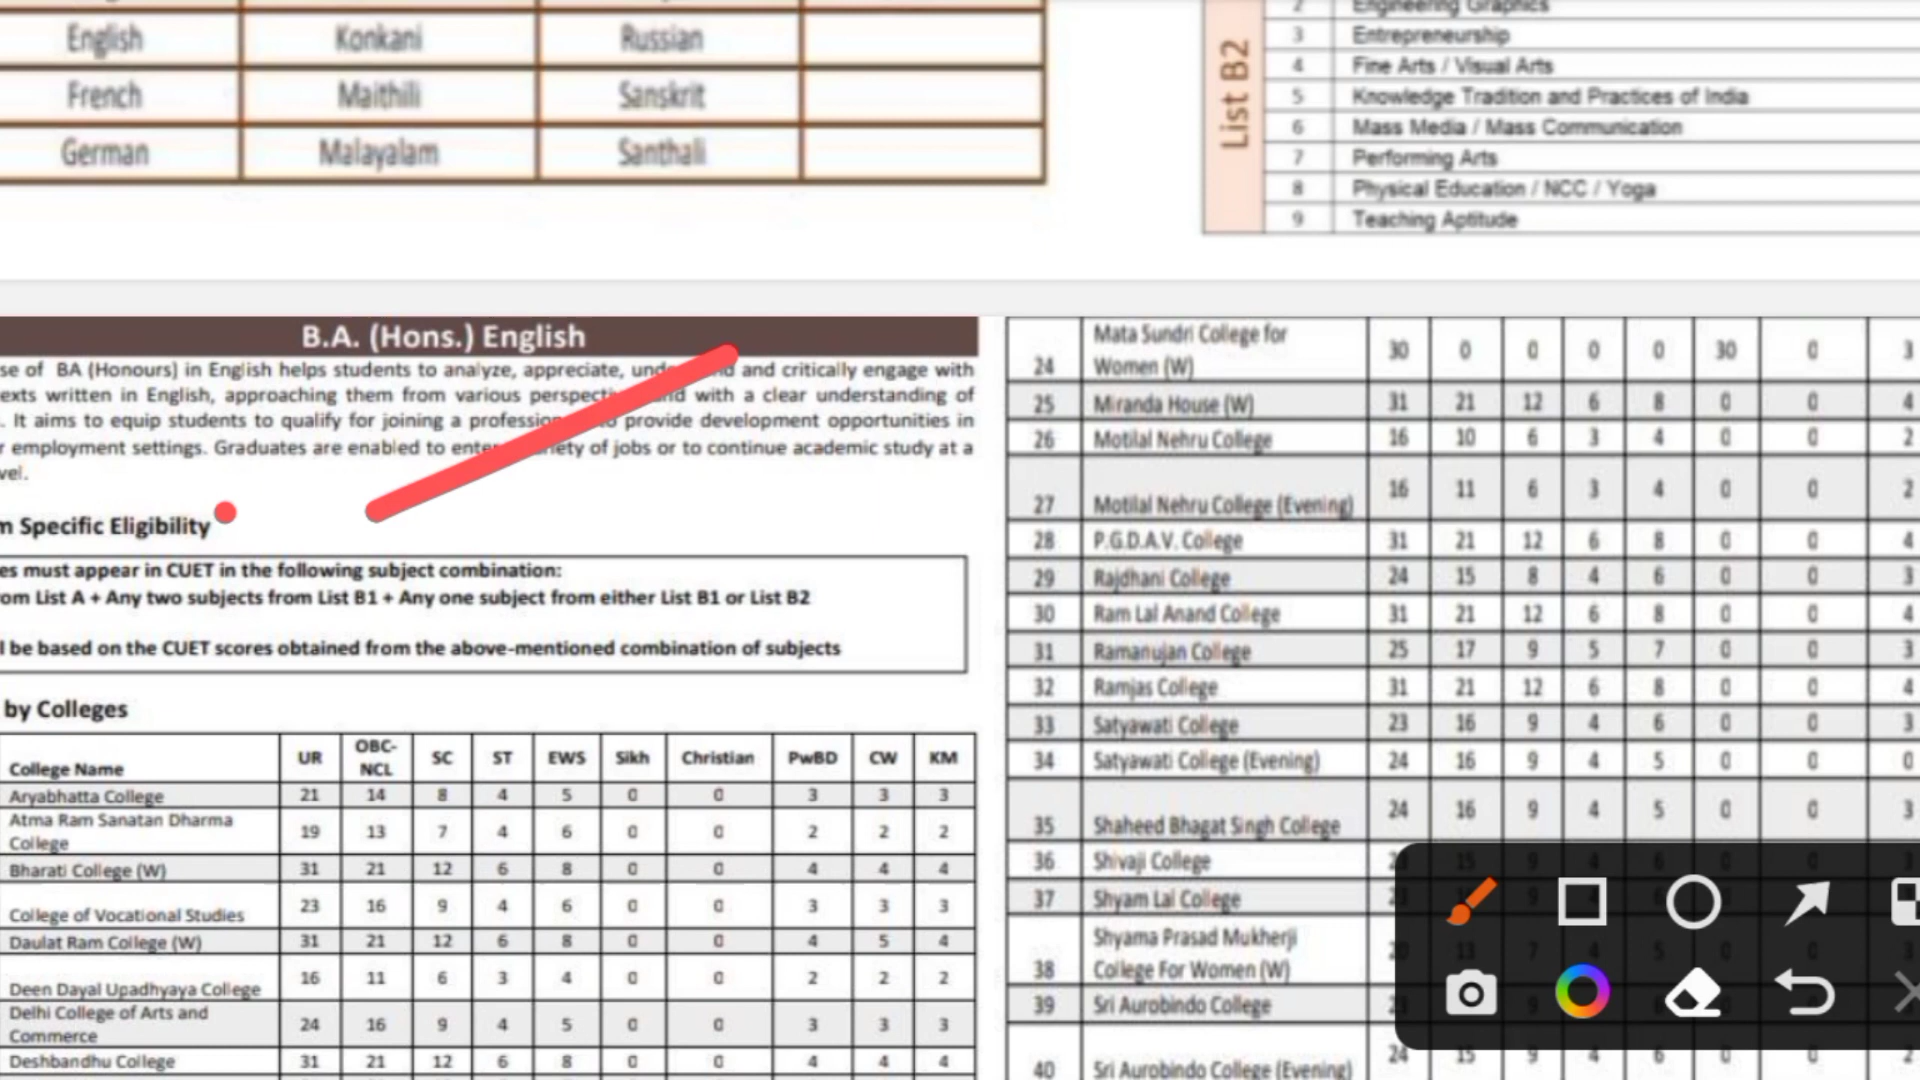 English Konkani Russian
French Maithili Sanskrit
German Malayalam Santhali
List B2
2 Engineering Graphics
3 Entrepreneurship
4 Fine Arts / Visual Arts
5 Knowledge Tradition and Practices of India
6 Mass Media / Mass Communication
7 Performing Arts
8 Physical Education / NCC / Yoga
9 Teaching Aptitude
B.A. (Hons.) English
se of BA (Honours) in English helps students to analyze, appreciate, and critically engage with
exts written in English, approaching them from various with a clear understanding of
. It aims to equip students to qualify for joining a provide development opportunities in
r employment settings. Graduates are enabled to of jobs or to continue academic study at a
vel.
m Specific Eligibility
es must appear in CUET in the following subject combination:
om List A + Any two subjects from List B1 + Any one subject from either List B1 or List B2
l be based on the CUET scores obtained from the above-mentioned combination of subjects
by Colleges
College Name UR OBC-NCL SC ST EWS Sikh Christian PwBD CW KM
Aryabhatta College 21 14 8 4 5 0 0 3 3 3
Atma Ram Sanatan Dharma
College 19 13 7 4 6 0 0 2 2 2
Bharati College (W) 31 21 12 6 8 0 0 4 4 4
College of Vocational Studies 23 16 9 4 6 0 0 3 3 3
Daulat Ram College (W) 31 21 12 6 8 0 0 4 5 4
Deen Dayal Upadhyaya College 16 11 6 3 4 0 0 2 2 2
Delhi College of Arts and
Commerce 24 16 9 4 5 0 0 3 3 3
Deshbandhu College 31 21 12 6 8 0 0 4 4 4
24 Mata Sundri College for
Women (W) 30 0 0 0 0 30 0 3
25 Miranda House (W) 31 21 12 6 8 0 0 4
26 Motilal Nehru College 16 10 6 3 4 0 0 2
27 Motilal Nehru College (Evening) 16 11 6 3 4 0 0 2
28 P.G.D.A.V. College 31 21 12 6 8 0 0 4
29 Rajdhani College 24 15 8 4 6 0 0 3
30 Ram Lal Anand College 31 21 12 6 8 0 0 4
31 Ramanujan College 25 17 9 5 7 0 0 3
32 Ramjas College 31 21 12 6 8 0 0 4
33 Satyawati College 23 16 9 4 6 0 0 3
34 Satyawati College (Evening) 24 16 9 4 5 0 0 0
35 Shaheed Bhagat Singh College 24 16 9 4 5 0 0 3
36 Shivaji College
37 Shyam Lal College
38 Shyama Prasad Mukherji
College For Women (W)
39 Sri Aurobindo College
40 Sri Aurobindo College (Evening) 24 15 9 4 6 0 0 2